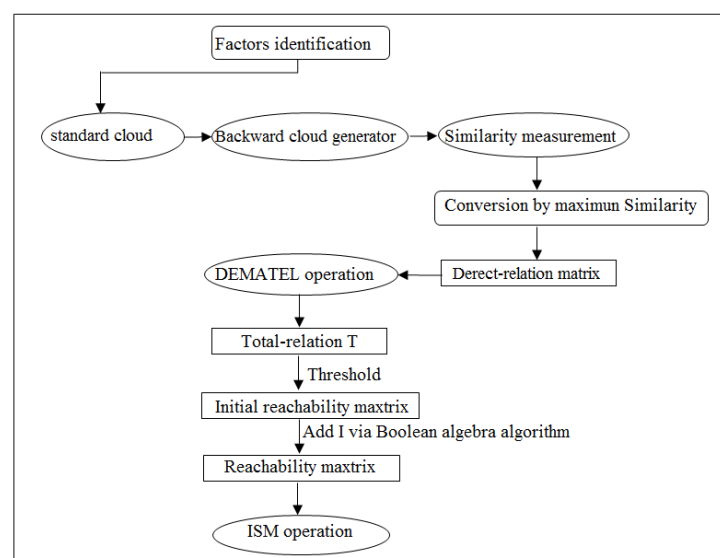 Factors identification
standard cloud
Backward cloud generator
Similarity measurement
Conversion by maximun Similarity
Derect-relation matrix
DEMATEL operation
Total-relation T
Threshold
Initial reachability maxtrix
Add I via Boolean algebra algorithm
Reachability maxtrix
ISM operation